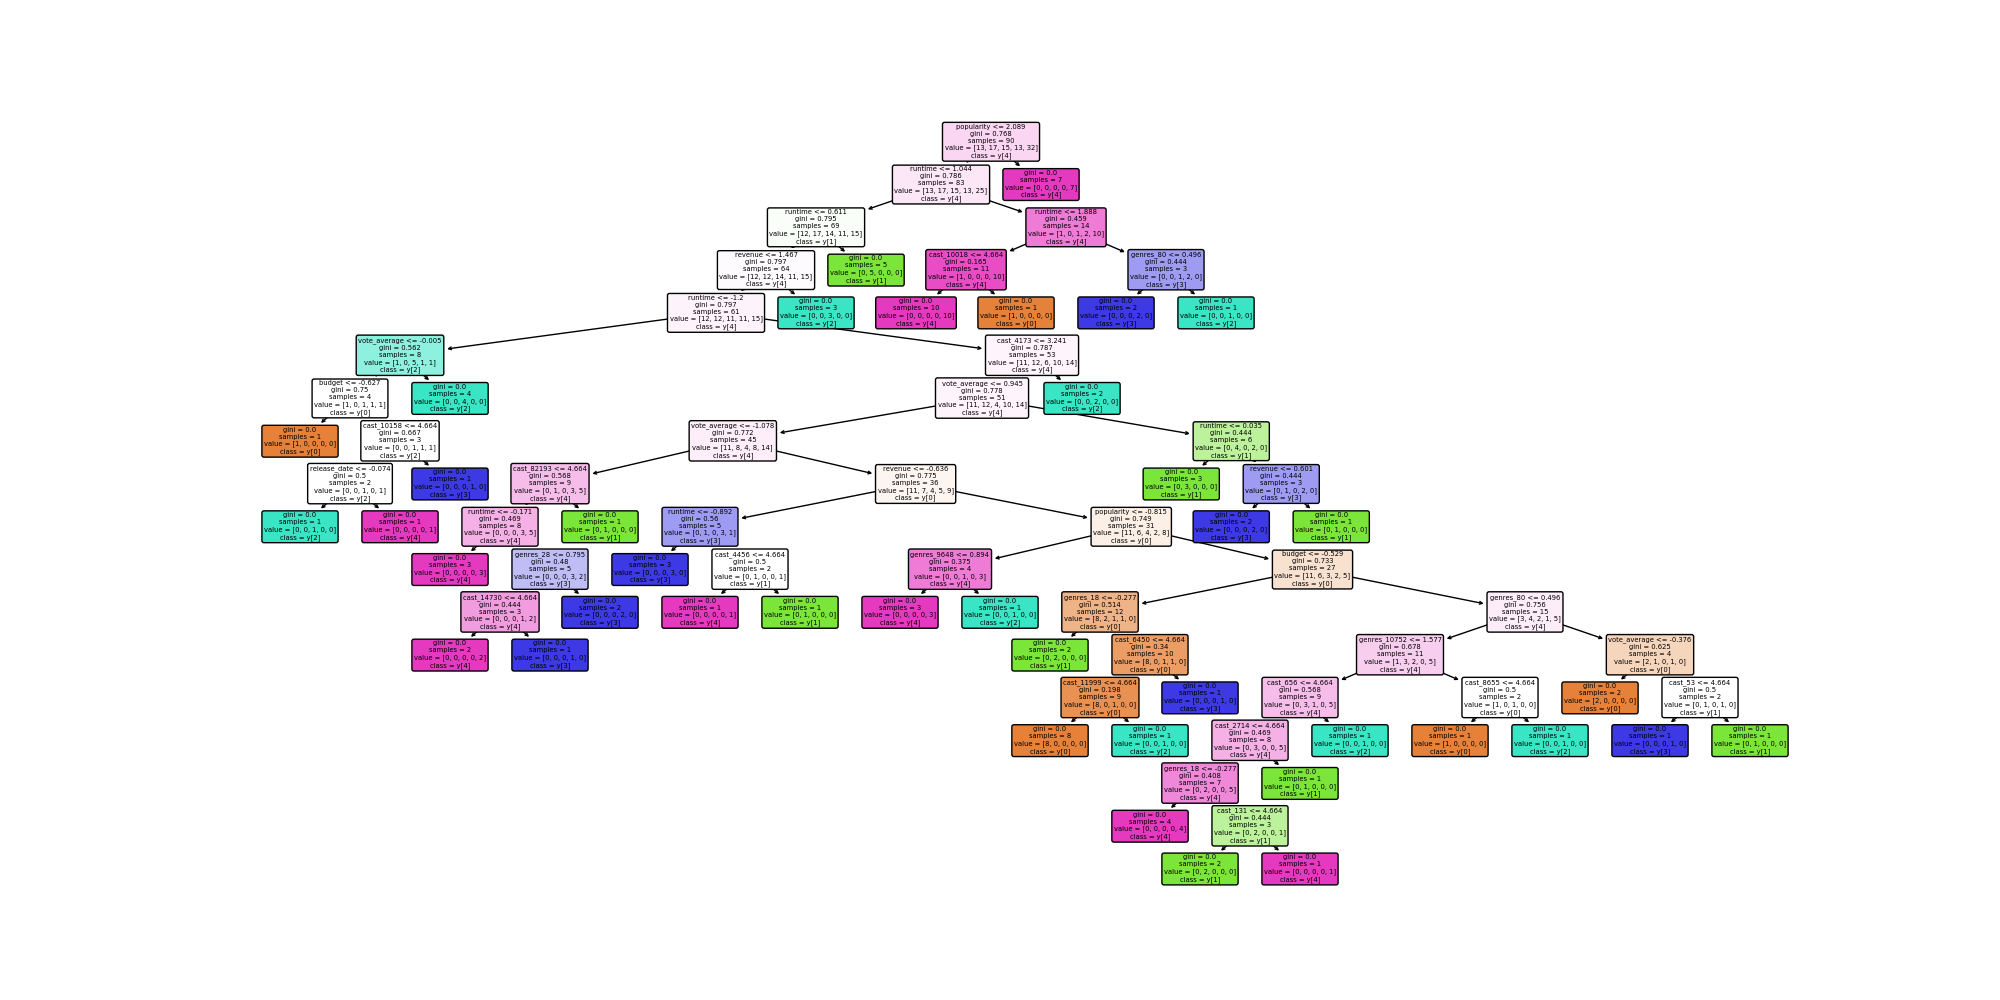 popularity <= 2.089
gini = 0.768
samples = 90
value = [13, 17, 15, 13, 32]
class = y[4]
runtime <= 1.044
gini = 0.786
samples = 83
value = [13, 17, 15, 13, 25]
class = y[4]
gini = 0.0
samples = 7
value = [0, 0, 0, 0, 7]
class = y[4]
runtime <= 0.611
gini = 0.795
samples = 69
value = [12, 17, 14, 11, 15]
class = y[1]
runtime <= 1.888
gini = 0.459
samples = 14
value = [1, 0, 1, 2, 10]
class = y[4]
revenue <= 1.467
gini = 0.797
samples = 64
value = [12, 12, 14, 11, 15]
class = y[4]
gini = 0.0
samples = 5
value = [0, 5, 0, 0, 0]
class = y[1]
cast_10018 <= 4.664
gini = 0.165
samples = 11
value = [1, 0, 0, 0, 10]
class = y[4]
genres_80 <= 0.496
gini = 0.444
samples = 3
value = [0, 0, 1, 2, 0]
class = y[3]
runtime <= -1.2
gini = 0.797
samples = 61
value = [12, 12, 11, 11, 15]
class = y[4]
gini = 0.0
samples = 3
value = [0, 0, 3, 0, 0]
class = y[2]
gini = 0.0
samples = 10
value = [0, 0, 0, 0, 10]
class = y[4]
gini = 0.0
samples = 1
value = [1, 0, 0, 0, 0]
class = y[0]
gini = 0.0
samples = 2
value = [0, 0, 0, 2, 0]
class = y[3]
gini = 0.0
samples = 1
value = [0, 0, 1, 0, 0]
class = y[2]
vote_average <= -0.005
gini = 0.562
samples = 8
value = [1, 0, 5, 1, 1]
class = y[2]
cast_4173 <= 3.241
gini = 0.787
samples = 53
value = [11, 12, 6, 10, 14]
class = y[4]
budget <= -0.627
gini = 0.75
samples = 4
value = [1, 0, 1, 1, 1]
class = y[0]
gini = 0.0
samples = 4
value = [0, 0, 4, 0, 0]
class = y[2]
vote_average <= 0.945
gini = 0.778
samples = 51
value = [11, 12, 4, 10, 14]
class = y[4]
gini = 0.0
samples = 2
value = [0, 0, 2, 0, 0]
class = y[2]
gini = 0.0
samples = 1
value = [1, 0, 0, 0, 0]
class = y[0]
cast_10158 <= 4.664
gini = 0.667
samples = 3
value = [0, 0, 1, 1, 1]
class = y[2]
vote_average <= -1.078
gini = 0.772
samples = 45
value = [11, 8, 4, 8, 14]
class = y[4]
runtime <= 0.035
gini = 0.444
samples = 6
value = [0, 4, 0, 2, 0]
class = y[1]
release_date <= -0.074
gini = 0.5
samples = 2
value = [0, 0, 1, 0, 1]
class = y[2]
gini = 0.0
samples = 1
value = [0, 0, 0, 1, 0]
class = y[3]
cast_82193 <= 4.664
gini = 0.568
samples = 9
value = [0, 1, 0, 3, 5]
class = y[4]
revenue <= -0.636
gini = 0.775
samples = 36
value = [11, 7, 4, 5, 9]
class = y[0]
gini = 0.0
samples = 3
value = [0, 3, 0, 0, 0]
class = y[1]
revenue <= 0.601
gini = 0.444
samples = 3
value = [0, 1, 0, 2, 0]
class = y[3]
gini = 0.0
samples = 1
value = [0, 0, 1, 0, 0]
class = y[2]
gini = 0.0
samples = 1
value = [0, 0, 0, 0, 1]
class = y[4]
runtime <= -0.171
gini = 0.469
samples = 8
value = [0, 0, 0, 3, 5]
class = y[4]
gini = 0.0
samples = 1
value = [0, 1, 0, 0, 0]
class = y[1]
runtime <= -0.892
gini = 0.56
samples = 5
value = [0, 1, 0, 3, 1]
class = y[3]
popularity <= -0.815
gini = 0.749
samples = 31
value = [11, 6, 4, 2, 8]
class = y[0]
gini = 0.0
samples = 2
value = [0, 0, 0, 2, 0]
class = y[3]
gini = 0.0
samples = 1
value = [0, 1, 0, 0, 0]
class = y[1]
gini = 0.0
samples = 3
value = [0, 0, 0, 0, 3]
class = y[4]
genres_28 <= 0.795
gini = 0.48
samples = 5
value = [0, 0, 0, 3, 2]
class = y[3]
gini = 0.0
samples = 3
value = [0, 0, 0, 3, 0]
class = y[3]
cast_4456 <= 4.664
gini = 0.5
samples = 2
value = [0, 1, 0, 0, 1]
class = y[1]
genres_9648 <= 0.894
gini = 0.375
samples = 4
value = [0, 0, 1, 0, 3]
class = y[4]
budget <= -0.529
gini = 0.733
samples = 27
value = [11, 6, 3, 2, 5]
class = y[0]
cast_14730 <= 4.664
gini = 0.444
samples = 3
value = [0, 0, 0, 1, 2]
class = y[4]
gini = 0.0
samples = 2
value = [0, 0, 0, 2, 0]
class = y[3]
gini = 0.0
samples = 1
value = [0, 0, 0, 0, 1]
class = y[4]
gini = 0.0
samples = 1
value = [0, 1, 0, 0, 0]
class = y[1]
gini = 0.0
samples = 3
value = [0, 0, 0, 0, 3]
class = y[4]
gini = 0.0
samples = 1
value = [0, 0, 1, 0, 0]
class = y[2]
genres_18 <= -0.277
gini = 0.514
samples = 12
value = [8, 2, 1, 1, 0]
class = y[0]
genres_80 <= 0.496
gini = 0.756
samples = 15
value = [3, 4, 2, 1, 5]
class = y[4]
gini = 0.0
samples = 2
value = [0, 0, 0, 0, 2]
class = y[4]
gini = 0.0
samples = 1
value = [0, 0, 0, 1, 0]
class = y[3]
gini = 0.0
samples = 2
value = [0, 2, 0, 0, 0]
class = y[1]
cast_6450 <= 4.664
gini = 0.34
samples = 10
value = [8, 0, 1, 1, 0]
class = y[0]
genres_10752 <= 1.577
gini = 0.678
samples = 11
value = [1, 3, 2, 0, 5]
class = y[4]
vote_average <= -0.376
gini = 0.625
samples = 4
value = [2, 1, 0, 1, 0]
class = y[0]
cast_11999 <= 4.664
gini = 0.198
samples = 9
value = [8, 0, 1, 0, 0]
class = y[0]
gini = 0.0
samples = 1
value = [0, 0, 0, 1, 0]
class = y[3]
cast_656 <= 4.664
gini = 0.568
samples = 9
value = [0, 3, 1, 0, 5]
class = y[4]
cast_8655 <= 4.664
gini = 0.5
samples = 2
value = [1, 0, 1, 0, 0]
class = y[0]
gini = 0.0
samples = 2
value = [2, 0, 0, 0, 0]
class = y[0]
cast_53 <= 4.664
gini = 0.5
samples = 2
value = [0, 1, 0, 1, 0]
class = y[1]
gini = 0.0
samples = 8
value = [8, 0, 0, 0, 0]
class = y[0]
gini = 0.0
samples = 1
value = [0, 0, 1, 0, 0]
class = y[2]
cast_2714 <= 4.664
gini = 0.469
samples = 8
value = [0, 3, 0, 0, 5]
class = y[4]
gini = 0.0
samples = 1
value = [0, 0, 1, 0, 0]
class = y[2]
gini = 0.0
samples = 1
value = [1, 0, 0, 0, 0]
class = y[0]
gini = 0.0
samples = 1
value = [0, 0, 1, 0, 0]
class = y[2]
gini = 0.0
samples = 1
value = [0, 0, 0, 1, 0]
class = y[3]
gini = 0.0
samples = 1
value = [0, 1, 0, 0, 0]
class = y[1]
genres_18 <= -0.277
gini = 0.408
samples = 7
value = [0, 2, 0, 0, 5]
class = y[4]
gini = 0.0
samples = 1
value = [0, 1, 0, 0, 0]
class = y[1]
gini = 0.0
samples = 4
value = [0, 0, 0, 0, 4]
class = y[4]
cast_131 <= 4.664
gini = 0.444
samples = 3
value = [0, 2, 0, 0, 1]
class = y[1]
gini = 0.0
samples = 2
value = [0, 2, 0, 0, 0]
class = y[1]
gini = 0.0
samples = 1
value = [0, 0, 0, 0, 1]
class = y[4]